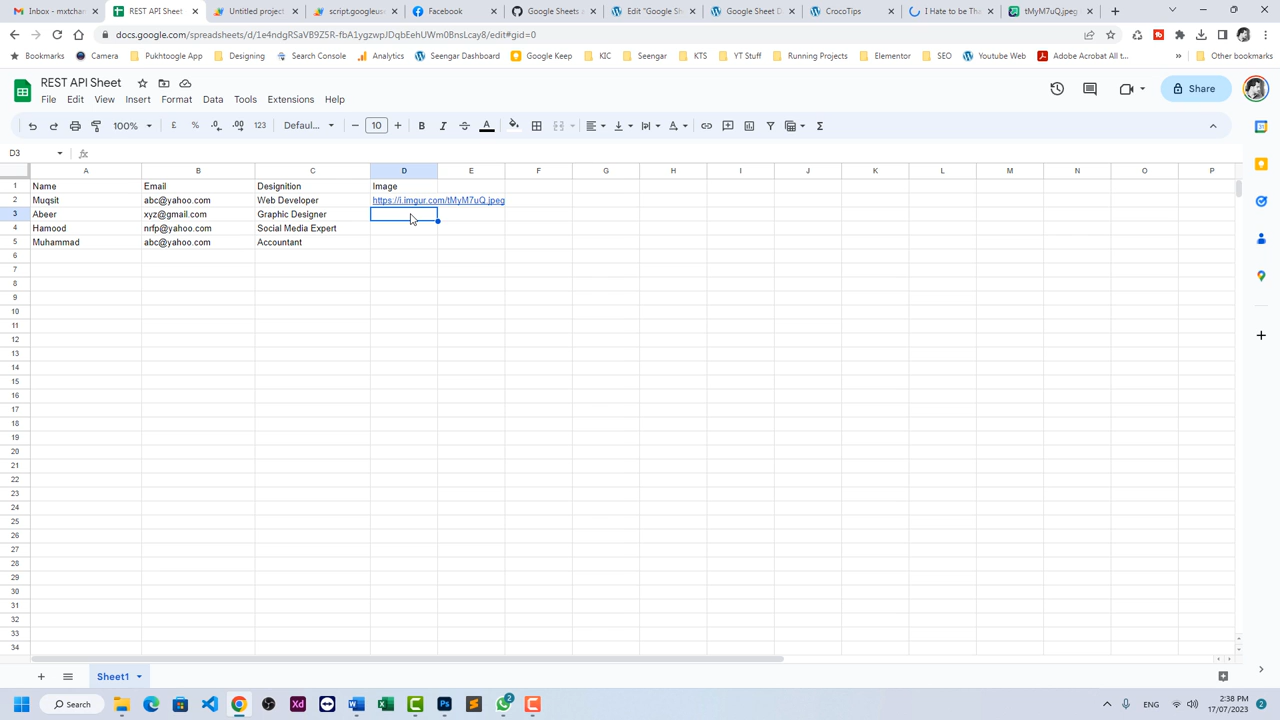 Inbox - mxtchar
REST API Sheet
Untitled project
script.googleus
Facebook
Google Sheets a
Edit "Google Sh
Google Sheet D
CrocoTips
I Hate to be Tha
tMyM7uQ.jpeg
docs.google.com/spreadsheets/d/1e4ndgRSaVB9Z5R-fbA1ygzwpJDqbEehUWm0BnsLcay8/edit#gid=0
Bookmarks
Camera
Pukhtoogle App
Designing
Search Console
Analytics
Seengar Dashboard
Google Keep
KIC
Seengar
KTS
YT Stuff
Running Projects
Elementor
SEO
Youtube Web
Adobe Acrobat All t...
Other bookmarks
REST API Sheet
File Edit View Insert Format Data Tools Extensions Help
Share
100% £ % .0 .00 123 Defaul... 10 B I A Σ
D3
A B C D E F G H I J K L M N O P
1 Name Email Designition Image
2 Muqsit abc@yahoo.com Web Developer https://i.imgur.com/tMyM7uQ.jpeg
3 Abeer xyz@gmail.com Graphic Designer
4 Hamood nrfp@yahoo.com Social Media Expert
5 Muhammad abc@yahoo.com Accountant
6
7
8
9
10
11
12
13
14
15
16
17
18
19
20
21
22
23
24
25
26
27
28
29
30
31
32
33
34
Sheet1
Search
ENG
2:38 PM
17/07/2023